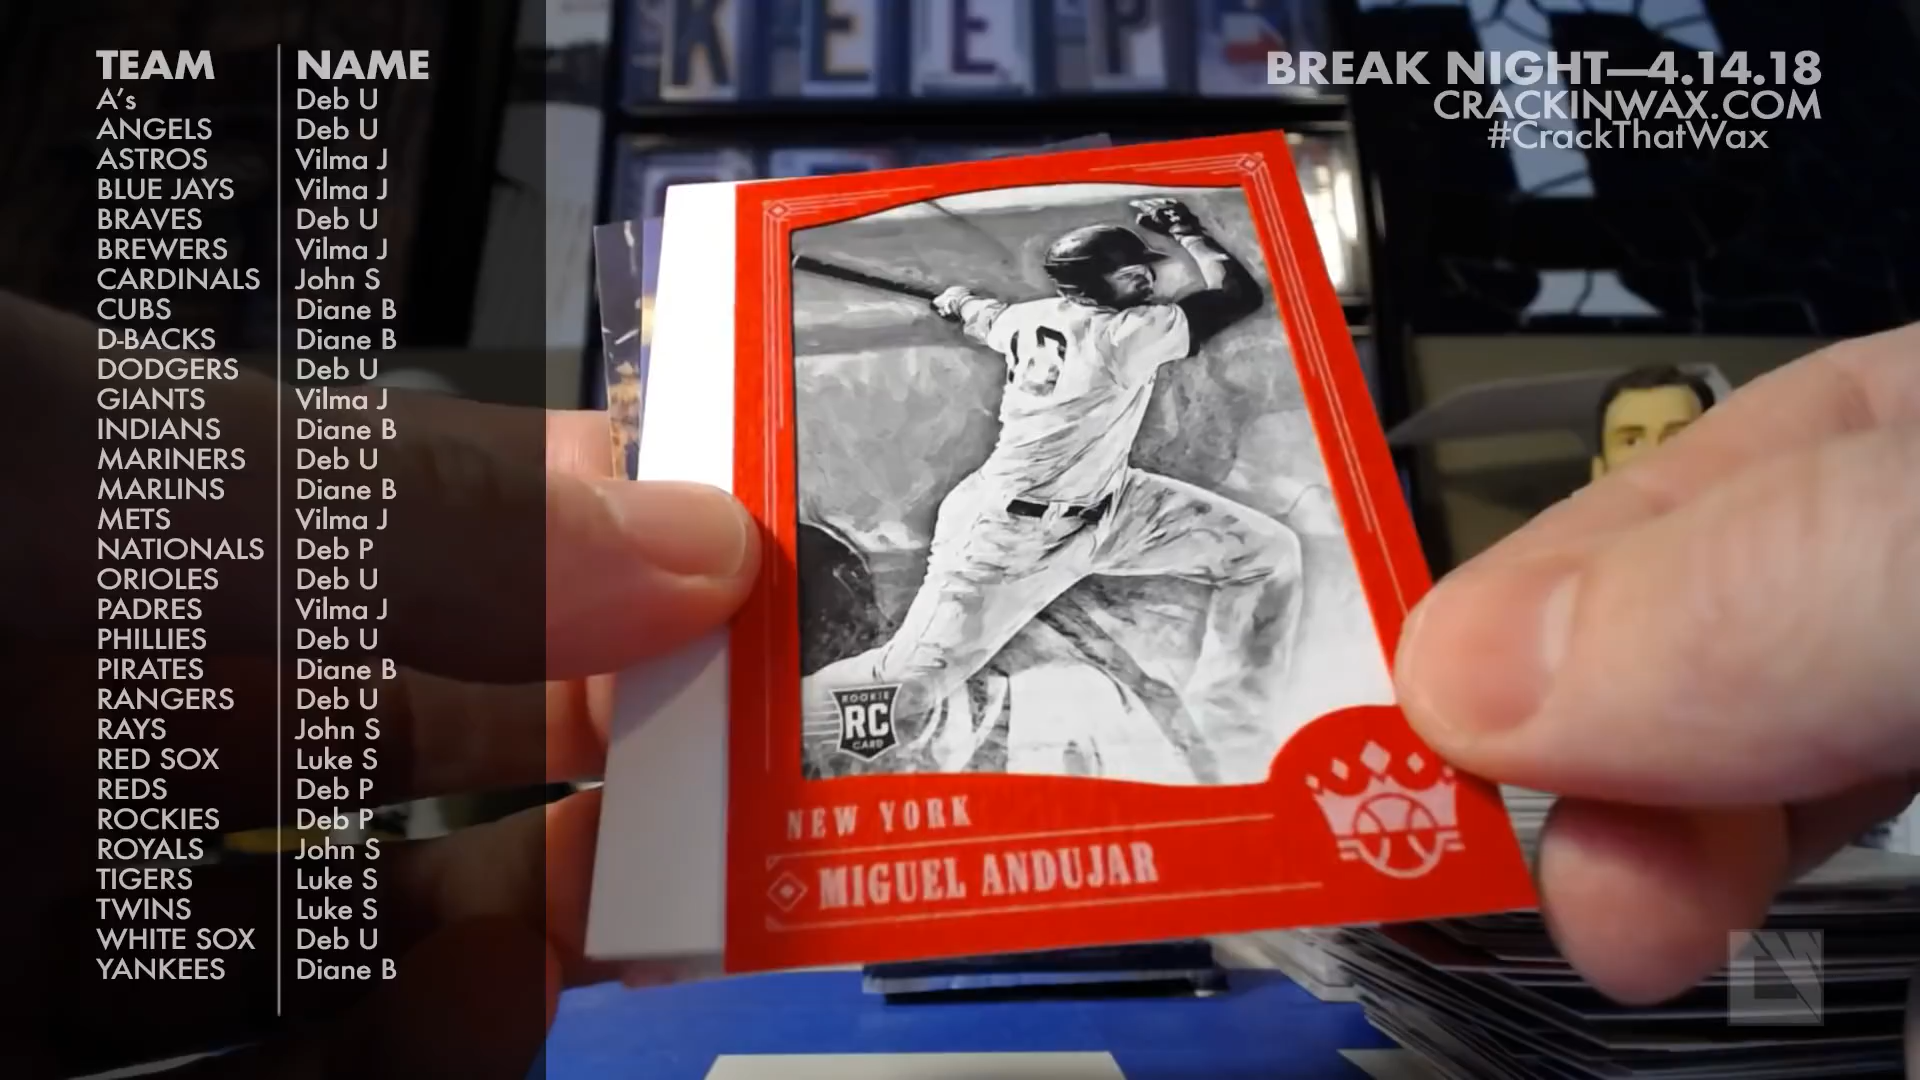 KEEP
TEAM NAME
A's Deb U
ANGELS Deb U
ASTROS Vilma J
BLUE JAYS Vilma J
BRAVES Deb U
BREWERS Vilma J
CARDINALS John S
CUBS Diane B
D-BACKS Diane B
DODGERS Deb U
GIANTS Vilma J
INDIANS Diane B
MARINERS Deb U
MARLINS Diane B
METS Vilma J
NATIONALS Deb P
ORIOLES Deb U
PADRES Vilma J
PHILLIES Deb U
PIRATES Diane B
RANGERS Deb U
RAYS John S
RED SOX Luke S
REDS Deb P
ROCKIES Deb P
ROYALS John S
TIGERS Luke S
TWINS Luke S
WHITE SOX Deb U
YANKEES Diane B
BREAK NIGHT—4.14.18
CRACKINWAX.COM
#CrackThatWax
ROOKIE
RC
CARD
NEW YORK
MIGUEL ANDUJAR